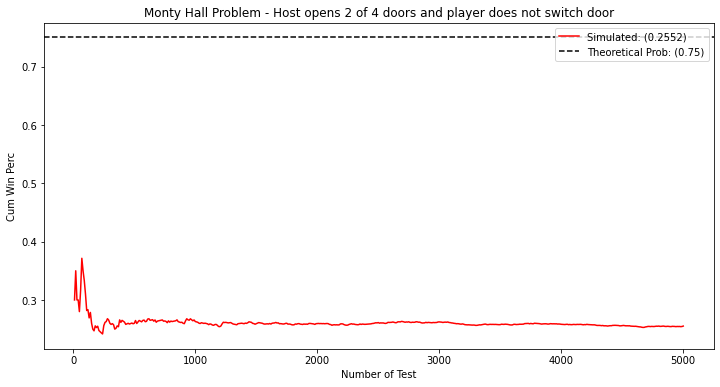 Monty Hall Problem - Host opens 2 of 4 doors and player does not switch door
Simulated: (0.2552)
Theoretical Prob: (0.75)
Cum Win Perc
0.7
0.6
0.5
0.4
0.3
0
1000
2000
3000
4000
5000
Number of Test